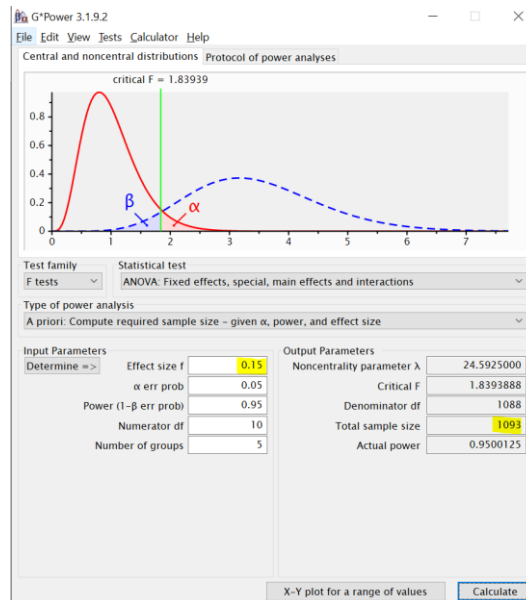 G*Power 3.1.9.2
File Edit View Tests Calculator Help
Central and noncentral distributions Protocol of power analyses
critical F = 1.83939
0.8
0.6
0.4
0.2
0
β
α
0 1 2 3 4 5 6 7
Test family Statistical test
F tests ANOVA: Fixed effects, special, main effects and interactions
Type of power analysis
A priori: Compute required sample size – given α, power, and effect size
Input Parameters Output Parameters
Determine => Effect size f 0.15 Noncentrality parameter λ 24.5925000
α err prob 0.05 Critical F 1.8393888
Power (1-β err prob) 0.95 Denominator df 1088
Numerator df 10 Total sample size 1093
Number of groups 5 Actual power 0.9500125
X-Y plot for a range of values Calculate